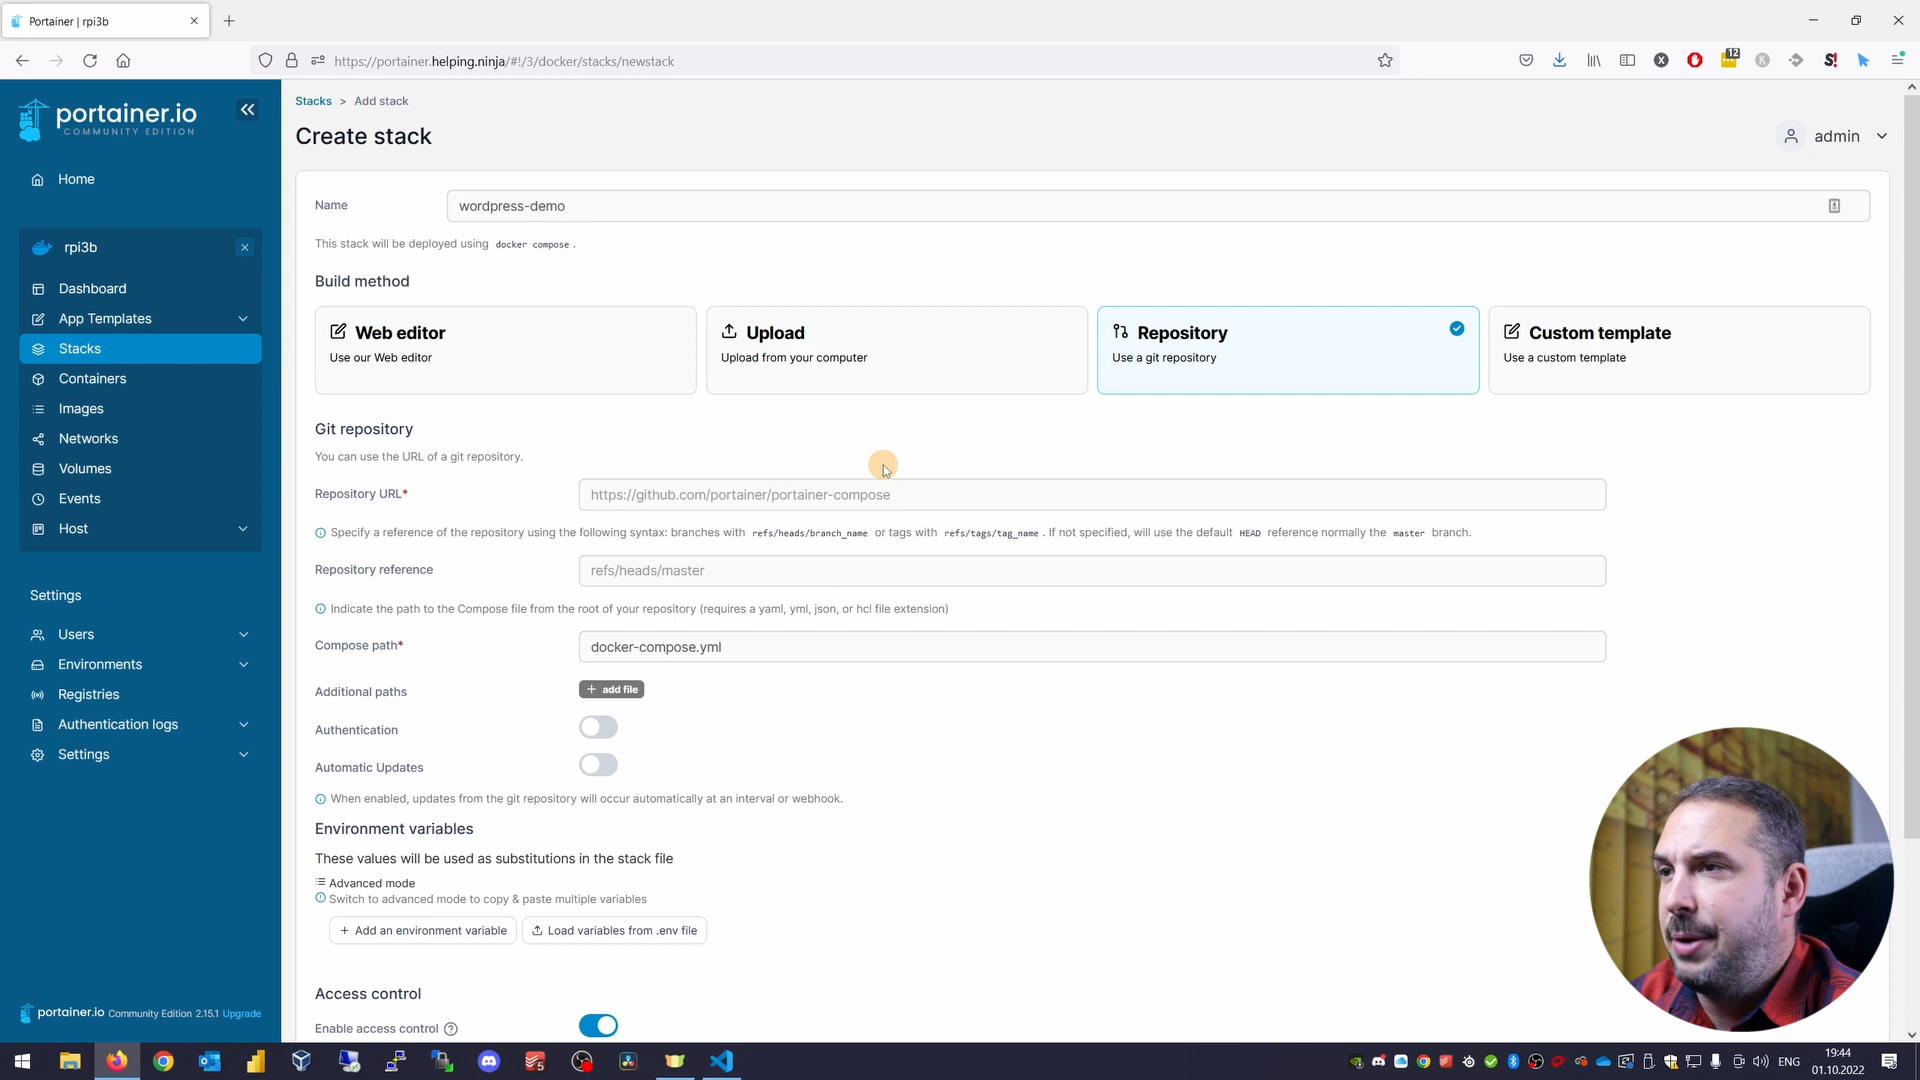 Portainer | rpi3b
https://portainer.helping.ninja/#!/3/docker/stacks/newstack
12
portainer.io
COMMUNITY EDITION
Home
rpi3b
Dashboard
App Templates
Stacks
Containers
Images
Networks
Volumes
Events
Host
Settings
Users
Environments
Registries
Authentication logs
Settings
portainer.io Community Edition 2.15.1 Upgrade
Stacks > Add stack
Create stack
admin
Name
wordpress-demo
This stack will be deployed using docker compose .
Build method
Web editor
Use our Web editor
Upload
Upload from your computer
Repository
Use a git repository
Custom template
Use a custom template
Git repository
You can use the URL of a git repository.
Repository URL*
https://github.com/portainer/portainer-compose
Specify a reference of the repository using the following syntax: branches with refs/heads/branch_name or tags with refs/tags/tag_name . If not specified, will use the default HEAD reference normally the master branch.
Repository reference
refs/heads/master
Indicate the path to the Compose file from the root of your repository (requires a yaml, yml, json, or hcl file extension)
Compose path*
docker-compose.yml
Additional paths
+ add file
Authentication
Automatic Updates
When enabled, updates from the git repository will occur automatically at an interval or webhook.
Environment variables
These values will be used as substitutions in the stack file
Advanced mode
Switch to advanced mode to copy & paste multiple variables
+ Add an environment variable
Load variables from .env file
Access control
Enable access control
ENG
19:44
01.10.2022